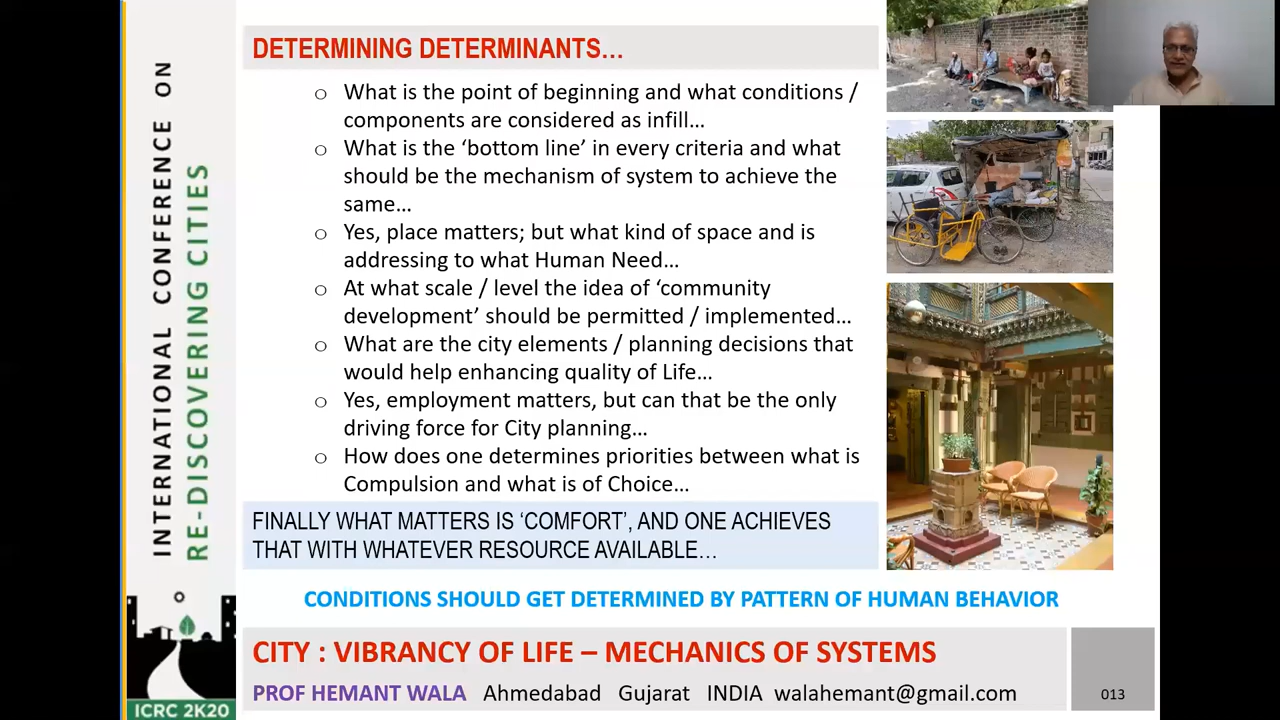 INTERNATIONAL CONFERENCE ON
RE-DISCOVERING CITIES
ICRC 2K20
DETERMINING DETERMINANTS...
o What is the point of beginning and what conditions /
components are considered as infill...
o What is the 'bottom line' in every criteria and what
should be the mechanism of system to achieve the
same...
o Yes, place matters; but what kind of space and is
addressing to what Human Need...
o At what scale / level the idea of 'community
development' should be permitted / implemented...
o What are the city elements / planning decisions that
would help enhancing quality of Life...
o Yes, employment matters, but can that be the only
driving force for City planning...
o How does one determines priorities between what is
Compulsion and what is of Choice...
FINALLY WHAT MATTERS IS 'COMFORT', AND ONE ACHIEVES
THAT WITH WHATEVER RESOURCE AVAILABLE...
CONDITIONS SHOULD GET DETERMINED BY PATTERN OF HUMAN BEHAVIOR
CITY : VIBRANCY OF LIFE – MECHANICS OF SYSTEMS
PROF HEMANT WALA Ahmedabad Gujarat INDIA walahemant@gmail.com
013